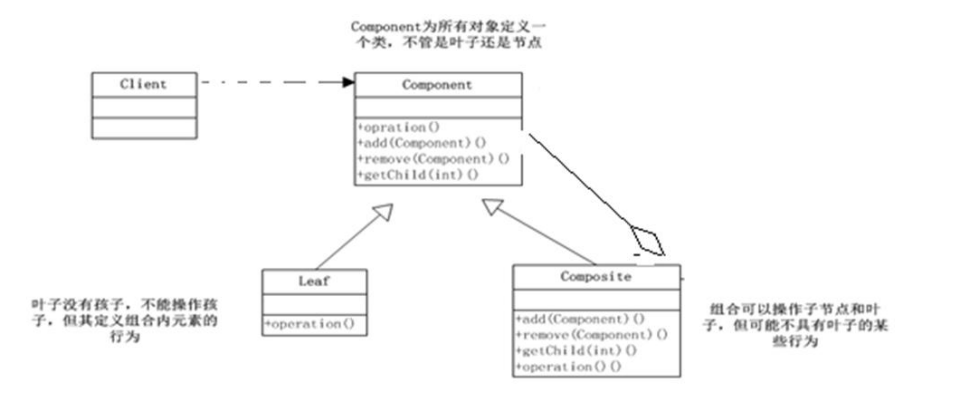 Component为所有对象定义一
个类，不管是叶子还是节点
Client
Component
+opration()
+add(Component)()
+remove(Component)()
+getChild(int)()
Leaf
+operation()
Composite
+add(Component)()
+remove(Component)()
+getChild(int)()
+operation()()
叶子没有孩子，不能操作孩
子，但其定义组合内元素的
行为
组合可以操作子节点和叶
子，但可能不具有叶子的某
些行为